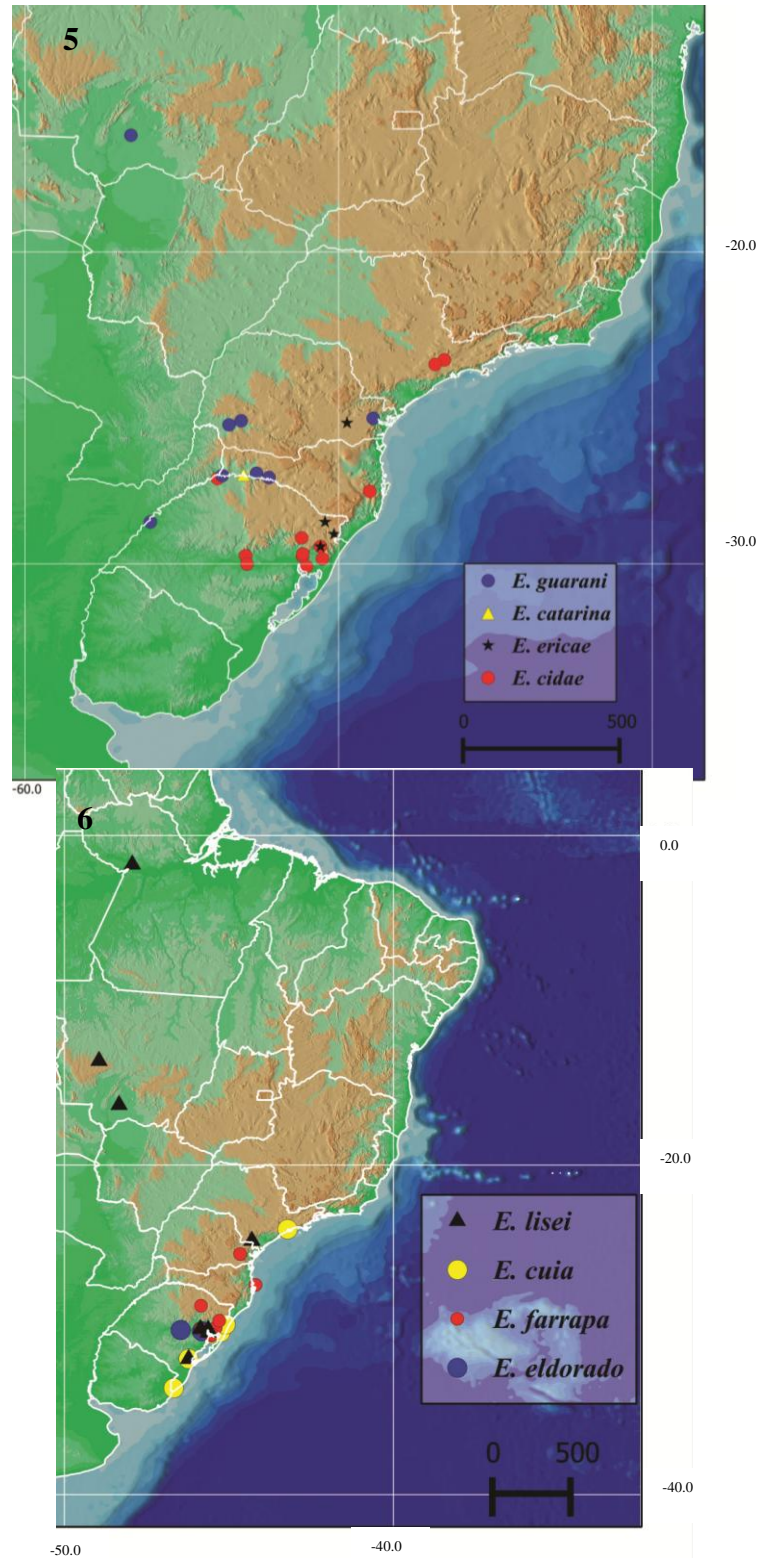 5
-20.0
-30.0
E. guarani
E. catarina
E. ericae
E. cidae
0 500
-60.0
6
0.0
-20.0
E. lisei
E. cuia
E. farrapa
E. eldorado
0 500
-40.0
-50.0 -40.0